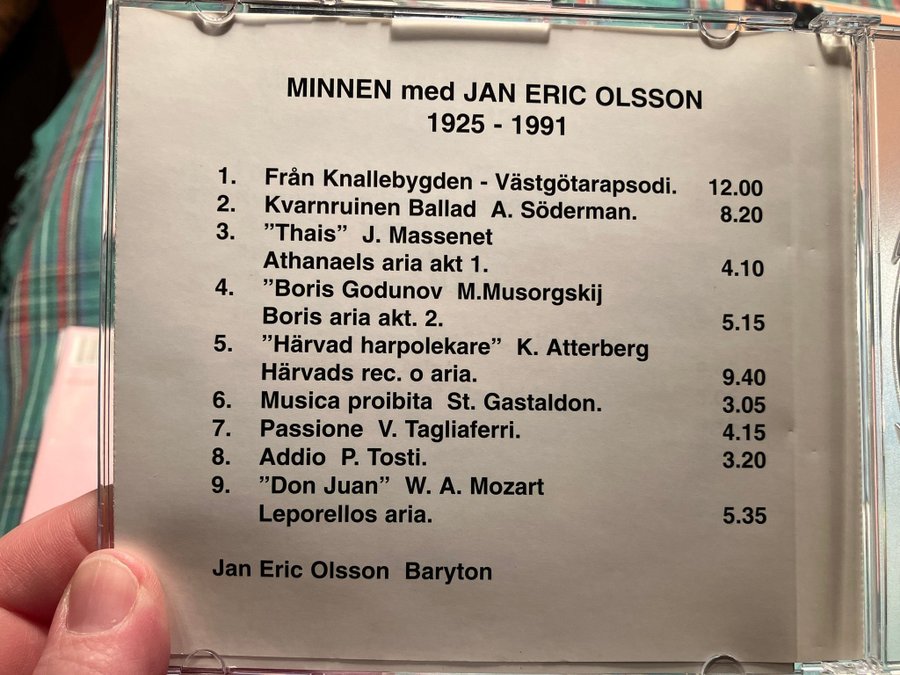 MINNEN med JAN ERIC OLSSON
1925 - 1991
1. Från Knallebygden - Västgötarapsodi. 12.00
2. Kvarnruinen Ballad A. Söderman. 8.20
3. ”Thais” J. Massenet
Athanaels aria akt 1. 4.10
4. ”Boris Godunov M.Musorgskij
Boris aria akt. 2. 5.15
5. ”Härvad harpolekare” K. Atterberg
Härvads rec. o aria. 9.40
6. Musica proibita St. Gastaldon. 3.05
7. Passione V. Tagliaferri. 4.15
8. Addio P. Tosti. 3.20
9. ”Don Juan” W. A. Mozart
Leporellos aria. 5.35
Jan Eric Olsson Baryton